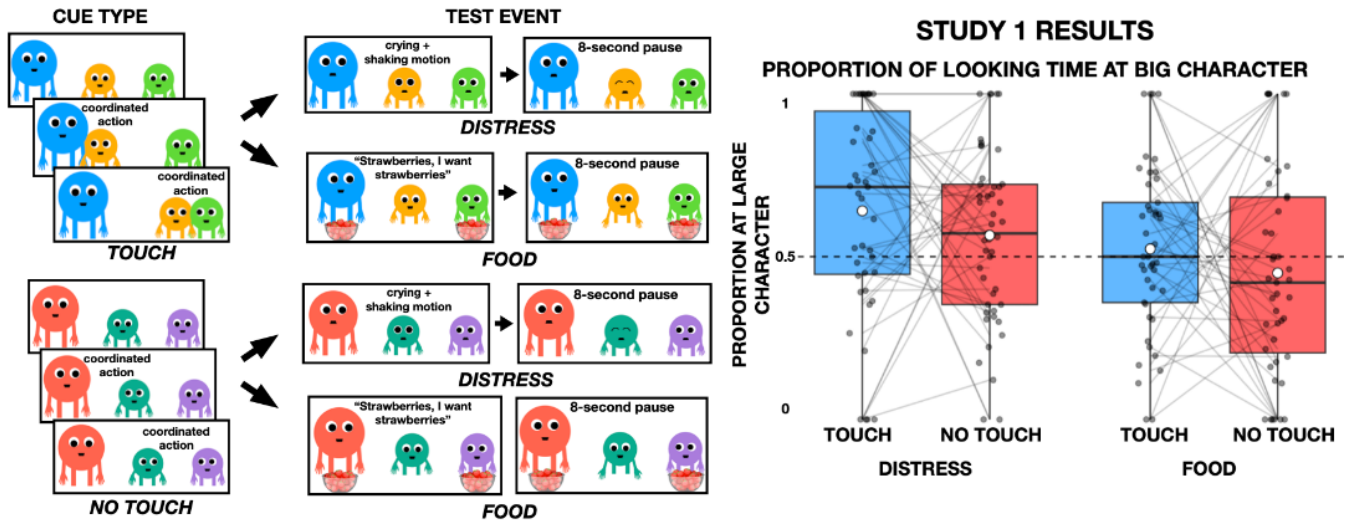 CUE TYPE
TEST EVENT
coordinated
action
coordinated
action
TOUCH
crying +
shaking motion
8-second pause
DISTRESS
"Strawberries, I want
strawberries"
8-second pause
FOOD
coordinated
action
coordinated
action
NO TOUCH
crying +
shaking motion
8-second pause
DISTRESS
"Strawberries, I want
strawberries"
8-second pause
FOOD
STUDY 1 RESULTS
PROPORTION OF LOOKING TIME AT BIG CHARACTER
PROPORTION AT LARGE
CHARACTER
1
0.5
0
TOUCH
NO TOUCH
TOUCH
NO TOUCH
DISTRESS
FOOD